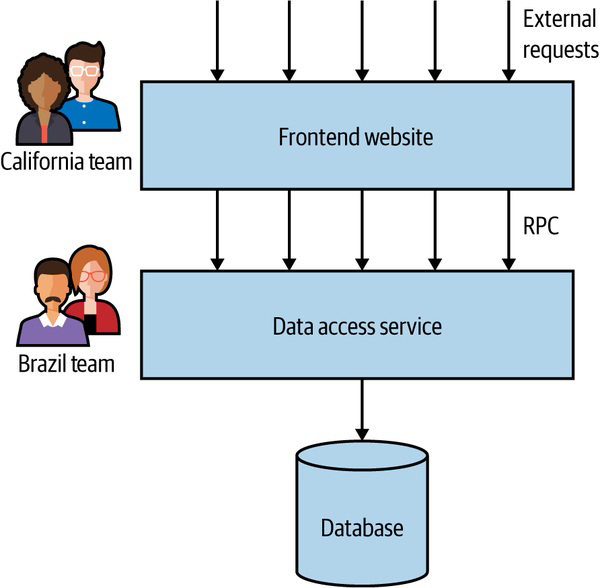 External
requests
Frontend website
California team
RPC
Data access service
Brazil team
Database